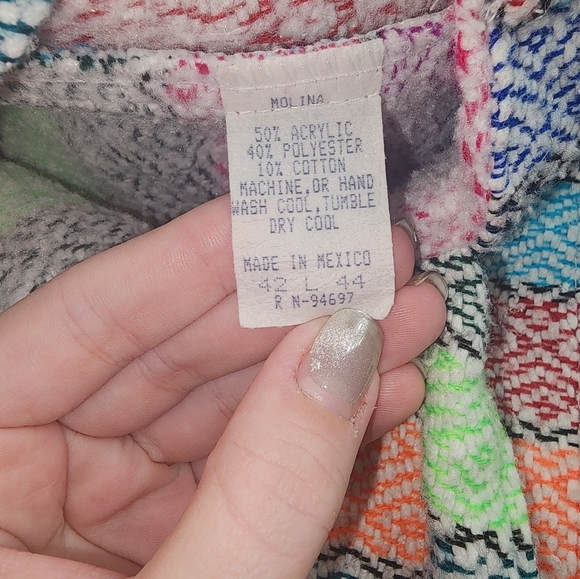 MOLINA
50% ACRYLIC
40% POLYESTER
10% COTTON
MACHINE,OR HAND
WASH COOL,TUMBLE
DRY COOL
MADE IN MEXICO
42 L 44
R N-94697